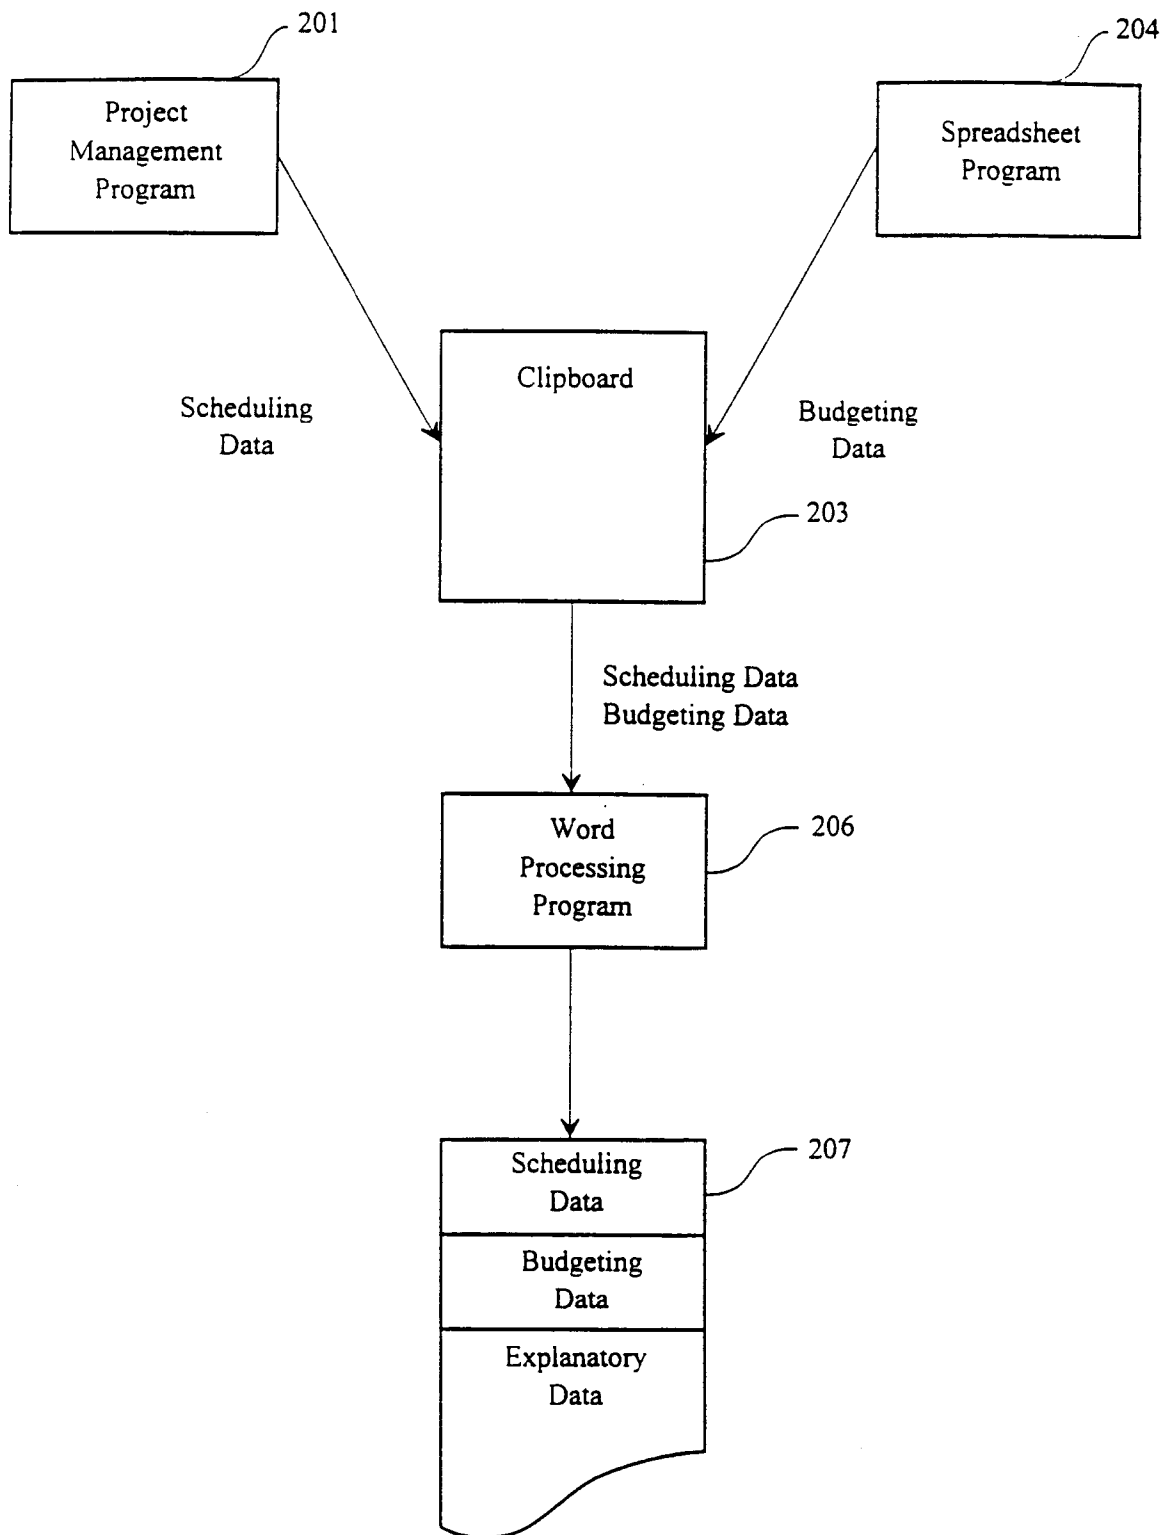 201
204
Project
Management
Program
Spreadsheet
Program
Clipboard
Scheduling
Data
Budgeting
Data
203
Scheduling Data
Budgeting Data
Word
Processing
Program
206
207
Scheduling
Data
Budgeting
Data
Explanatory
Data